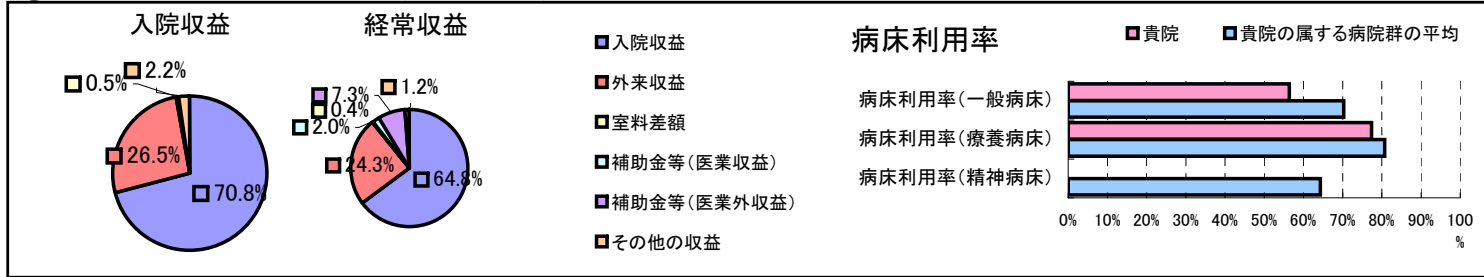 入院収益
2.2%
0.5%
26.5%
70.8%
経常収益
7.3%
1.2%
0.4%
2.0%
24.3%
64.8%
入院収益
外来収益
室料差額
補助金等(医業収益)
補助金等(医業外収益)
その他の収益
病床利用率
貴院
貴院の属する病院群の平均
病床利用率(一般病床)
病床利用率(療養病床)
病床利用率(精神病床)
0% 10% 20% 30% 40% 50% 60% 70% 80% 90% 100
%